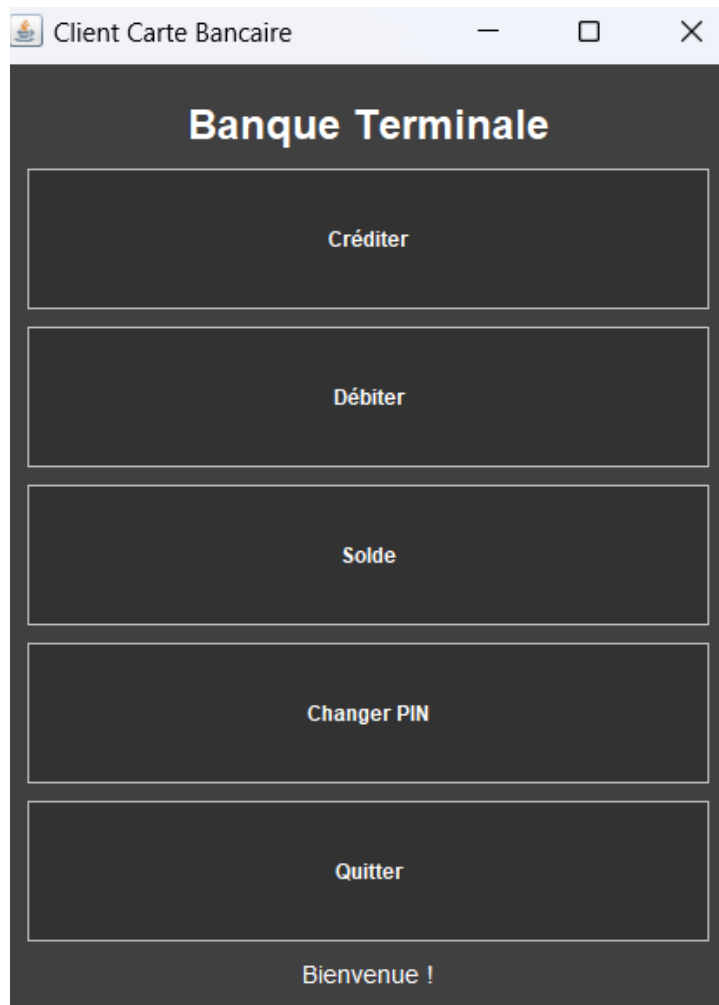 Client Carte Bancaire
Banque Terminale
Créditer
Débiter
Solde
Changer PIN
Quitter
Bienvenue !